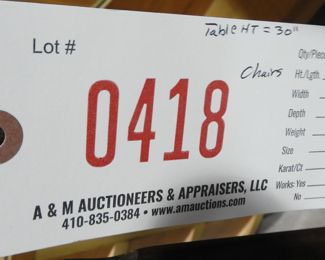 Table HT = 30"
Lot #
Qty/Piec
chairs Ht./Lgth.
Width
0418
Depth
Weight
Size
Karat/Ct
A & M AUCTIONEERS & APPRAISERS, LLC
Works: Yes
410-835-0384 • www.amauctions.com
No